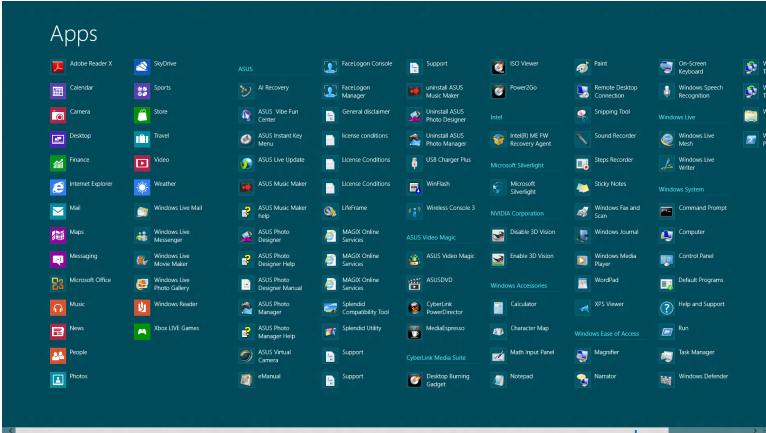 Apps
Adobe Reader X
Calendar
Camera
Desktop
Finance
Internet Explorer
Mail
Maps
Messaging
Microsoft Office
Music
News
People
Photos
SkyDrive
Sports
Store
Travel
Video
Weather
Windows Live Mail
Windows Live
Messenger
Windows Live
Movie Maker
Windows Live
Photo Gallery
Windows Reader
Xbox LIVE Games
ASUS
AI Recovery
ASUS Vibe Fun
Center
ASUS Instant Key
Menu
ASUS Live Update
ASUS Music Maker
ASUS Music Maker
help
ASUS Photo
Designer
ASUS Photo
Designer Help
ASUS Photo
Designer Manual
ASUS Photo
Manager
ASUS Photo
Manager Help
ASUS Virtual
Camera
eManual
FaceLogon Console
FaceLogon
Manager
General disclaimer
license conditions
License Conditions
License Conditions
LifeFrame
MAGIX Online
Services
MAGIX Online
Services
MAGIX Online
Services
Splendid
Compatibility Tool
Splendid Utility
Support
Support
Support
uninstall ASUS
Music Maker
Uninstall ASUS
Photo Designer
Uninstall ASUS
Photo Manager
USB Charger Plus
WinFlash
Wireless Console 3
ASUS Video Magic
ASUS Video Magic
ASUSDVD
CyberLink
PowerDirector
MediaEspresso
CyberLink Media Suite
Desktop Burning
Gadget
ISO Viewer
Power2Go
Intel
Intel(R) ME FW
Recovery Agent
Microsoft Silverlight
Microsoft
Silverlight
NVIDIA Corporation
Disable 3D Vision
Enable 3D Vision
Windows Accessories
Calculator
Character Map
Math Input Panel
Notepad
Paint
Remote Desktop
Connection
Snipping Tool
Sound Recorder
Steps Recorder
Sticky Notes
Windows Fax and
Scan
Windows Journal
Windows Media
Player
WordPad
XPS Viewer
Windows Ease of Access
Magnifier
Narrator
On-Screen
Keyboard
Windows Speech
Recognition
Windows Live
Windows Live
Mesh
Windows Live
Writer
Windows System
Command Prompt
Computer
Control Panel
Default Programs
Help and Support
Run
Task Manager
Windows Defender